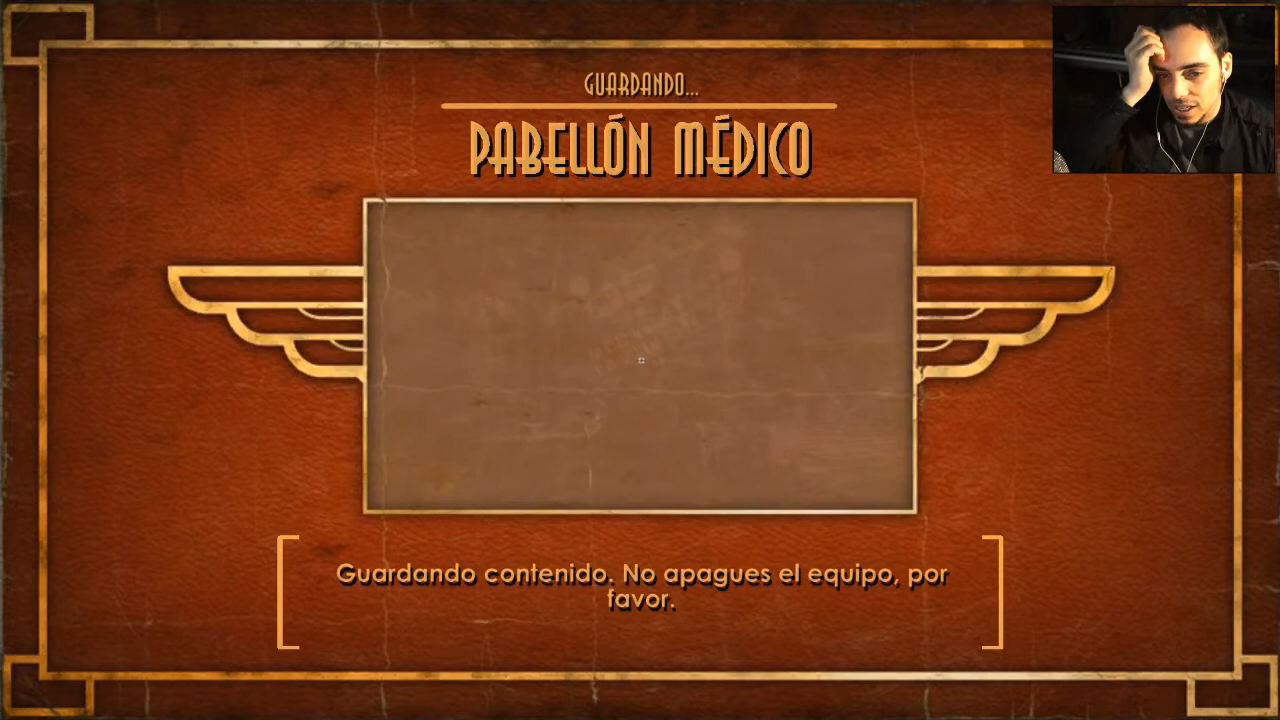 GUARDANDO...
PABELLÓN MÉDICO
Guardando contenido. No apagues el equipo, por
favor.